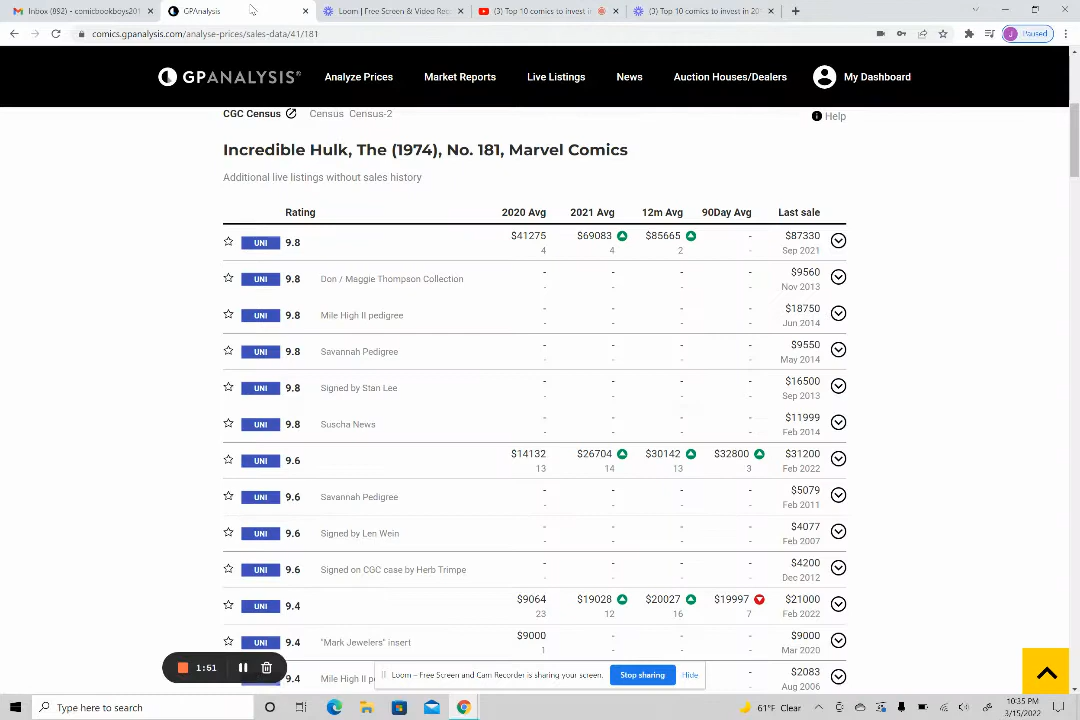 Inbox (892) - comicbookboys201
GPAnalysis
Loom | Free Screen & Video Rec
(3) Top 10 comics to invest i
(3) Top 10 comics to invest in 20
comics.gpanalysis.com/analyse-prices/sales-data/41/181
J Paused
GPANALYSIS®
Analyze Prices
Market Reports
Live Listings
News
Auction Houses/Dealers
My Dashboard
CGC Census Census Census-2
Help
Incredible Hulk, The (1974), No. 181, Marvel Comics
Additional live listings without sales history
Rating 2020 Avg 2021 Avg 12m Avg 90Day Avg Last sale
UNI 9.8 $41275 $69083 $85665 - $87330
4 4 2 - Sep 2021
UNI 9.8 Don / Maggie Thompson Collection - - - - $9560
- - - - Nov 2013
UNI 9.8 Mile High II pedigree - - - - $18750
- - - - Jun 2014
UNI 9.8 Savannah Pedigree - - - - $9550
- - - - May 2014
UNI 9.8 Signed by Stan Lee - - - - $16500
- - - - Sep 2013
UNI 9.8 Suscha News - - - - $11999
- - - - Feb 2014
UNI 9.6 $14132 $26704 $30142 $32800 $31200
13 14 13 3 Feb 2022
UNI 9.6 Savannah Pedigree - - - - $5079
- - - - Feb 2011
UNI 9.6 Signed by Len Wein - - - - $4077
- - - - Feb 2007
UNI 9.6 Signed on CGC case by Herb Trimpe - - - - $4200
- - - - Dec 2012
UNI 9.4 $9064 $19028 $20027 $19997 $21000
23 12 16 7 Feb 2022
UNI 9.4 "Mark Jewelers" insert $9000 - - - $9000
1 - - - Mar 2020
9.4 Mile High II p - $2083
- Aug 2006
1:51
Loom – Free Screen and Cam Recorder is sharing your screen.
Stop sharing
Hide
Type here to search
61°F Clear
10:35 PM
3/15/2022